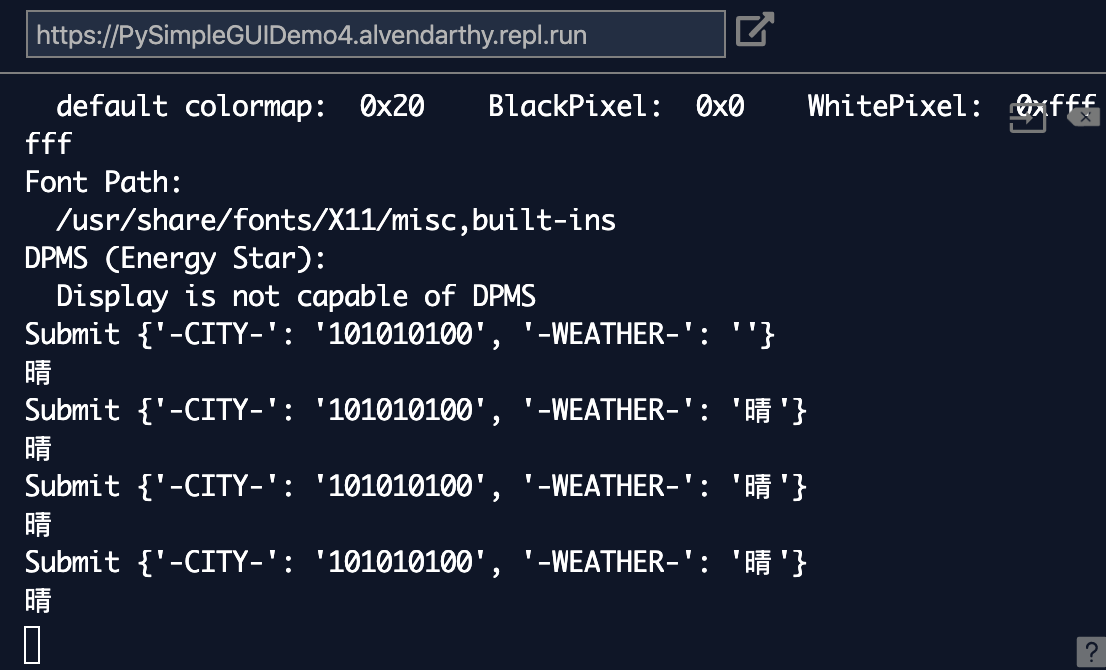 https://PySimpleGUIDemo4.alvendarthy.repl.run
  default colormap:  0x20    BlackPixel:  0x0    WhitePixel:  0xfff
fff
Font Path:
  /usr/share/fonts/X11/misc,built-ins
DPMS (Energy Star):
  Display is not capable of DPMS
Submit {'-CITY-': '101010100', '-WEATHER-': ''}
晴
Submit {'-CITY-': '101010100', '-WEATHER-': '晴'}
晴
Submit {'-CITY-': '101010100', '-WEATHER-': '晴'}
晴
Submit {'-CITY-': '101010100', '-WEATHER-': '晴'}
晴
?